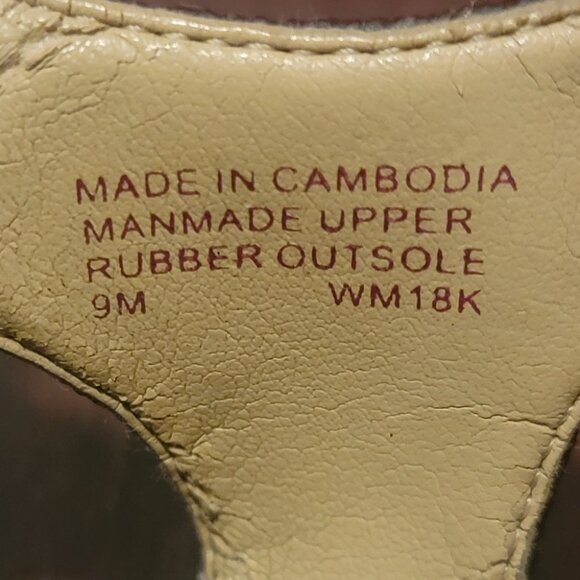 MADE IN CAMBODIA
MANMADE UPPER
RUBBER OUTSOLE
9M WM18K